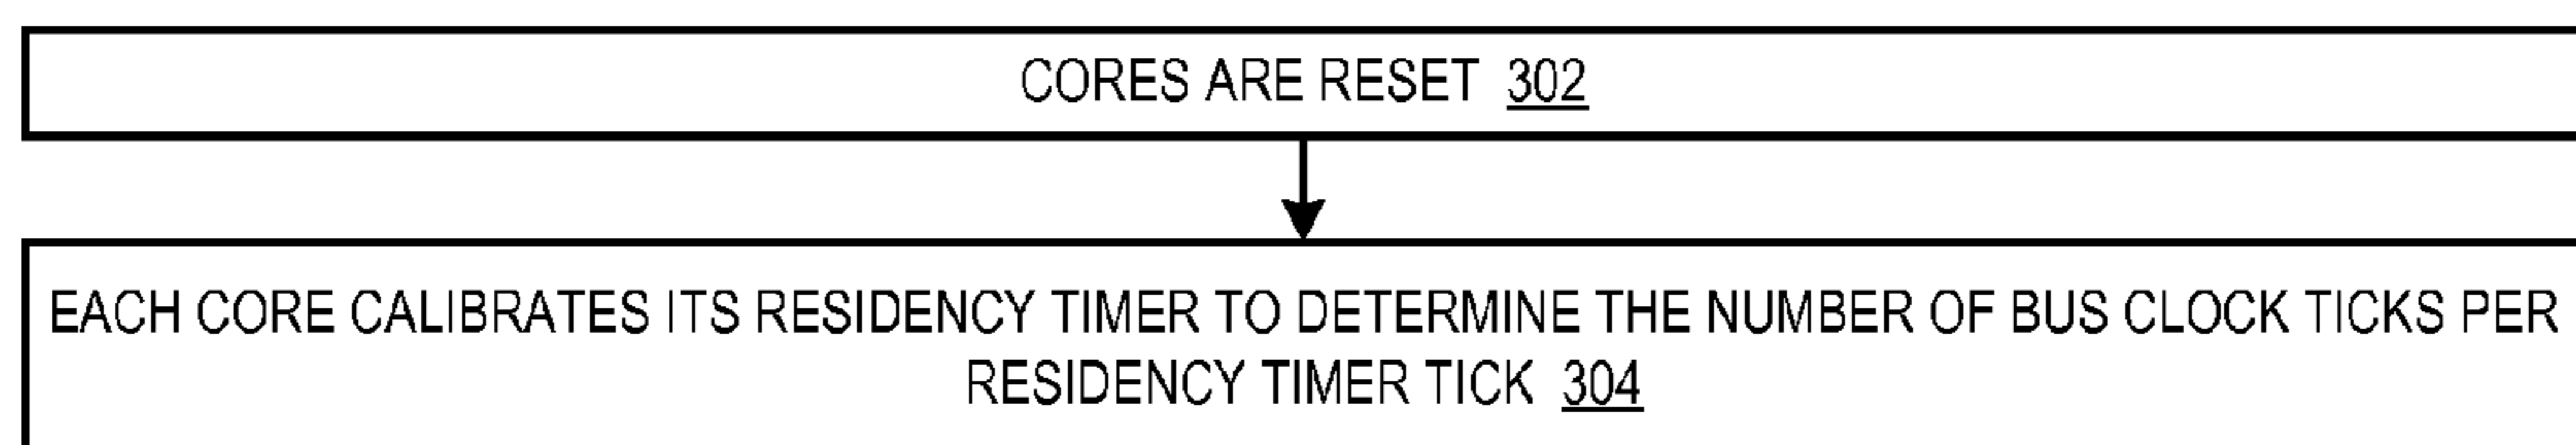 CORES ARE RESET 302
EACH CORE CALIBRATES ITS RESIDENCY TIMER TO DETERMINE THE NUMBER OF BUS CLOCK TICKS PER
RESIDENCY TIMER TICK 304